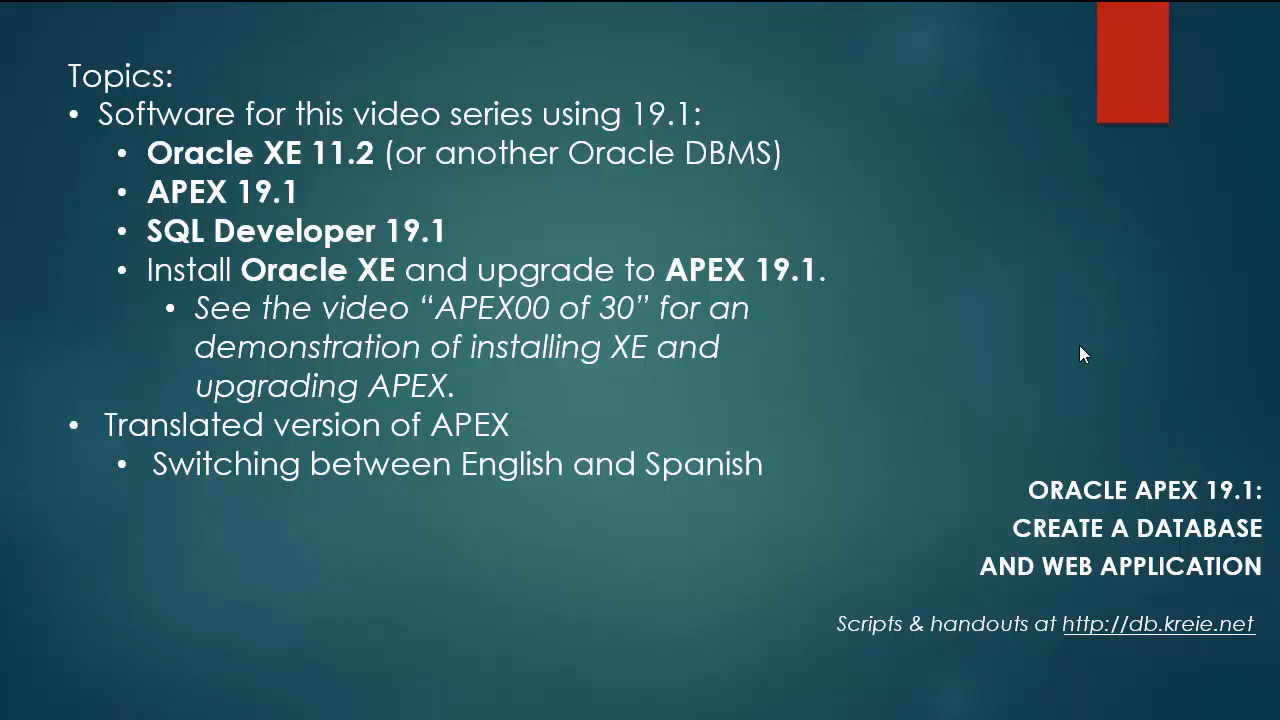 Topics:
• Software for this video series using 19.1:
• Oracle XE 11.2 (or another Oracle DBMS)
• APEX 19.1
• SQL Developer 19.1
• Install Oracle XE and upgrade to APEX 19.1.
• See the video “APEX00 of 30” for an
demonstration of installing XE and
upgrading APEX.
• Translated version of APEX
• Switching between English and Spanish
ORACLE APEX 19.1:
CREATE A DATABASE
AND WEB APPLICATION
Scripts & handouts at http://db.kreie.net